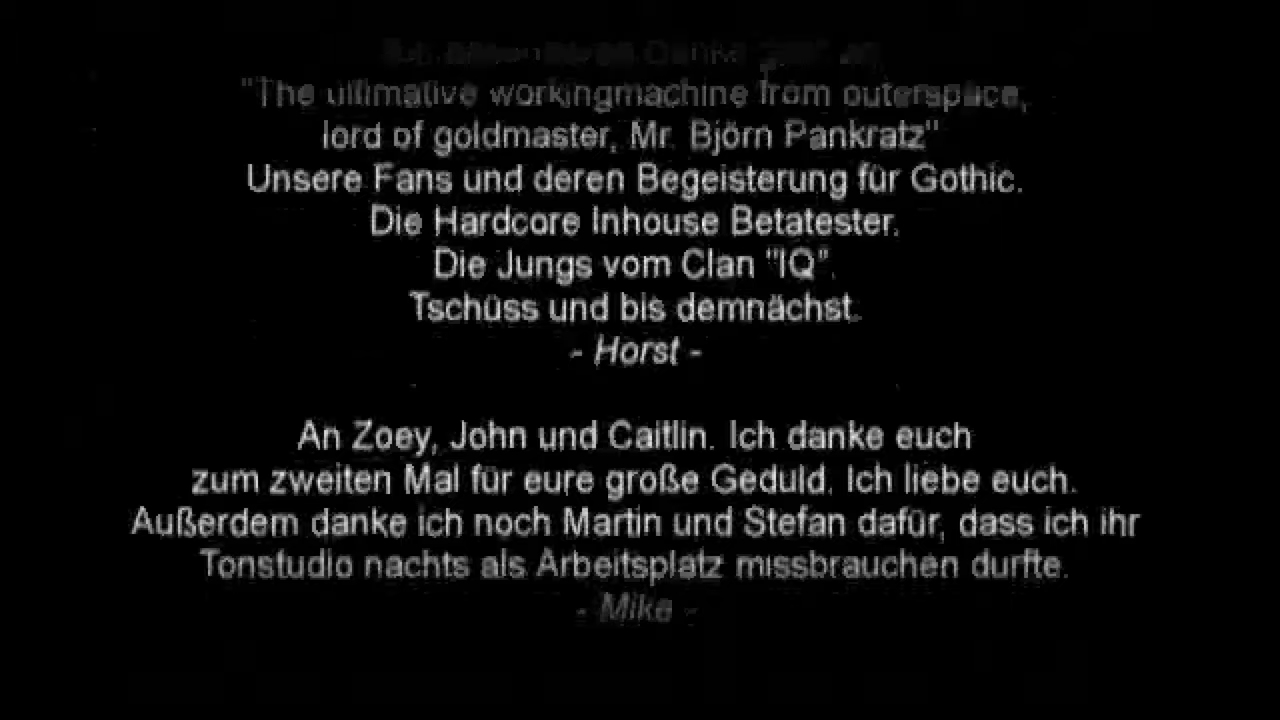 Danke geht an
"The ultimative workingmachine from outerspace,
lord of goldmaster, Mr. Björn Pankratz"
Unsere Fans und deren Begeisterung für Gothic.
Die Hardcore Inhouse Betatester.
Die Jungs vom Clan "IQ".
Tschüss und bis demnächst.
- Horst -
An Zoey, John und Caitlin. Ich danke euch
zum zweiten Mal für eure große Geduld. Ich liebe euch.
Außerdem danke ich noch Martin und Stefan dafür, dass ich ihr
Tonstudio nachts als Arbeitsplatz missbrauchen durfte.
- Mike -